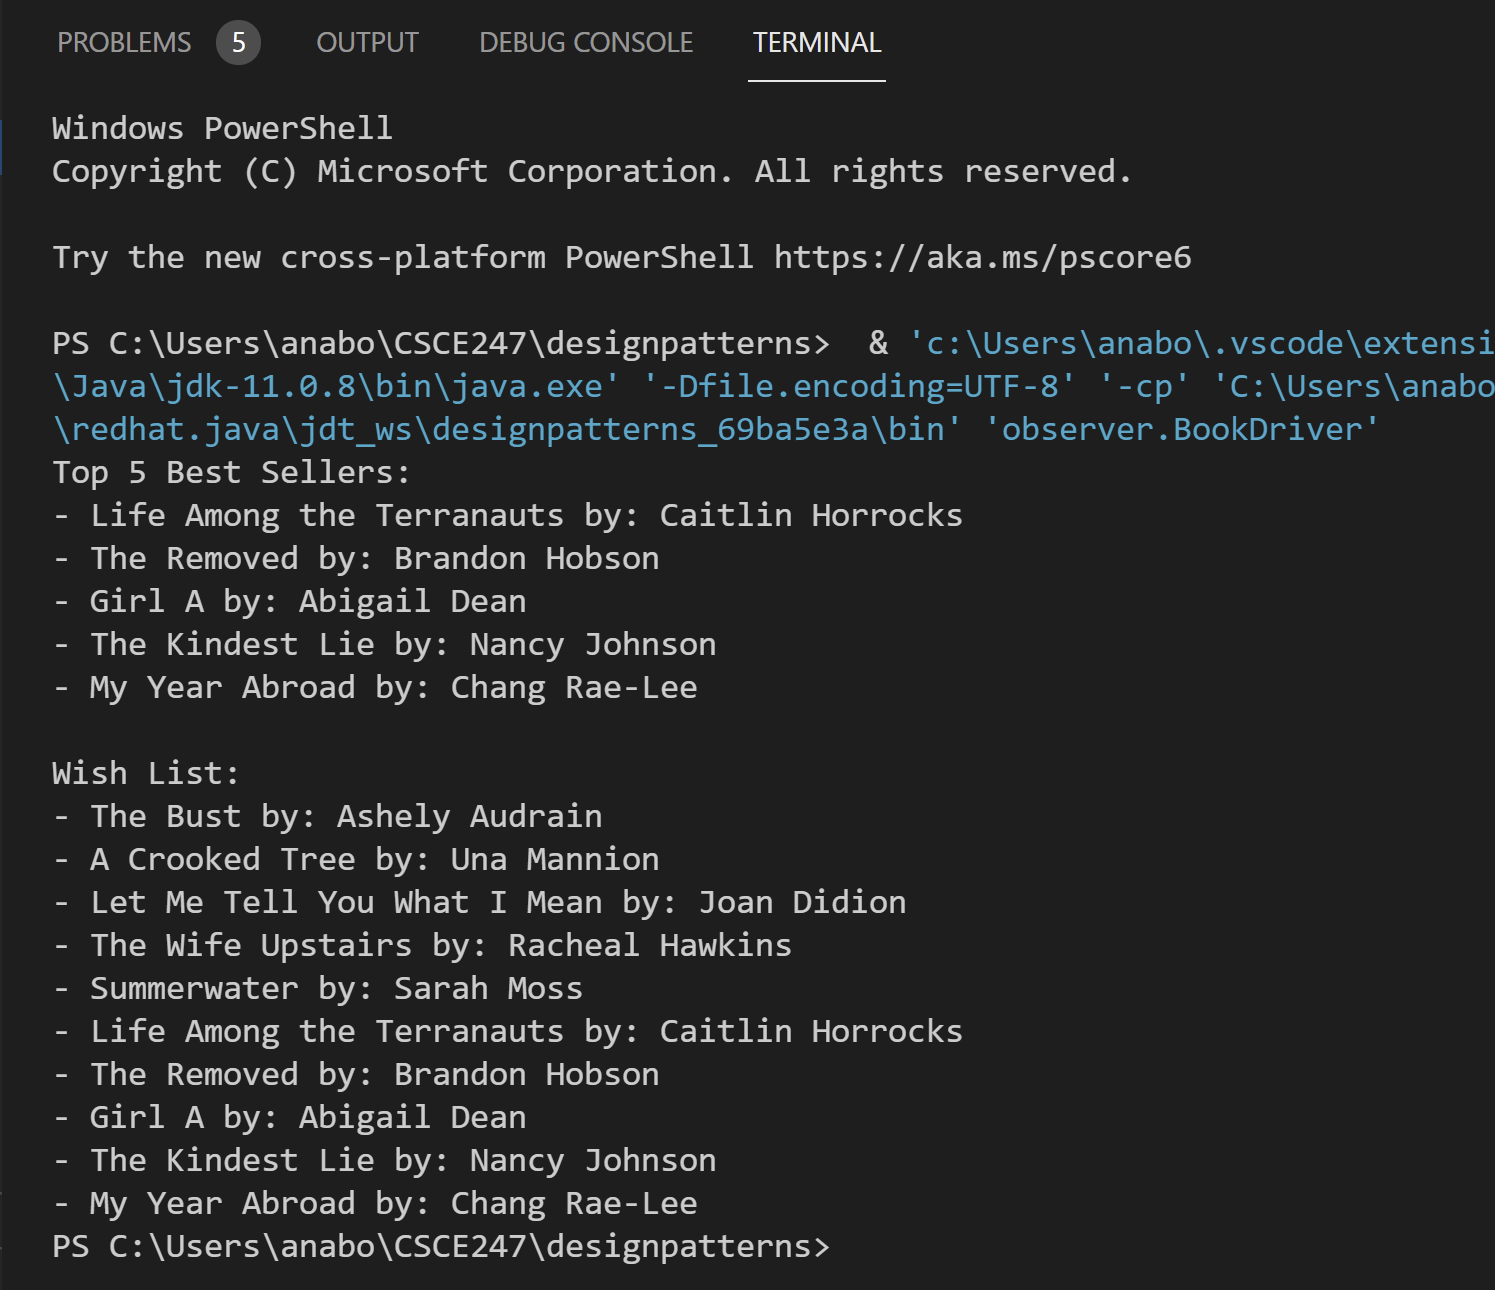 PROBLEMS 5 OUTPUT DEBUG CONSOLE TERMINAL
Windows PowerShell
Copyright (C) Microsoft Corporation. All rights reserved.
Try the new cross-platform PowerShell https://aka.ms/pscore6
PS C:\Users\anabo\CSCE247\designpatterns>  & 'c:\Users\anabo\.vscode\extensi
\Java\jdk-11.0.8\bin\java.exe' '-Dfile.encoding=UTF-8' '-cp' 'C:\Users\anabo
\redhat.java\jdt_ws\designpatterns_69ba5e3a\bin' 'observer.BookDriver'
Top 5 Best Sellers:
- Life Among the Terranauts by: Caitlin Horrocks
- The Removed by: Brandon Hobson
- Girl A by: Abigail Dean
- The Kindest Lie by: Nancy Johnson
- My Year Abroad by: Chang Rae-Lee
Wish List:
- The Bust by: Ashely Audrain
- A Crooked Tree by: Una Mannion
- Let Me Tell You What I Mean by: Joan Didion
- The Wife Upstairs by: Racheal Hawkins
- Summerwater by: Sarah Moss
- Life Among the Terranauts by: Caitlin Horrocks
- The Removed by: Brandon Hobson
- Girl A by: Abigail Dean
- The Kindest Lie by: Nancy Johnson
- My Year Abroad by: Chang Rae-Lee
PS C:\Users\anabo\CSCE247\designpatterns>